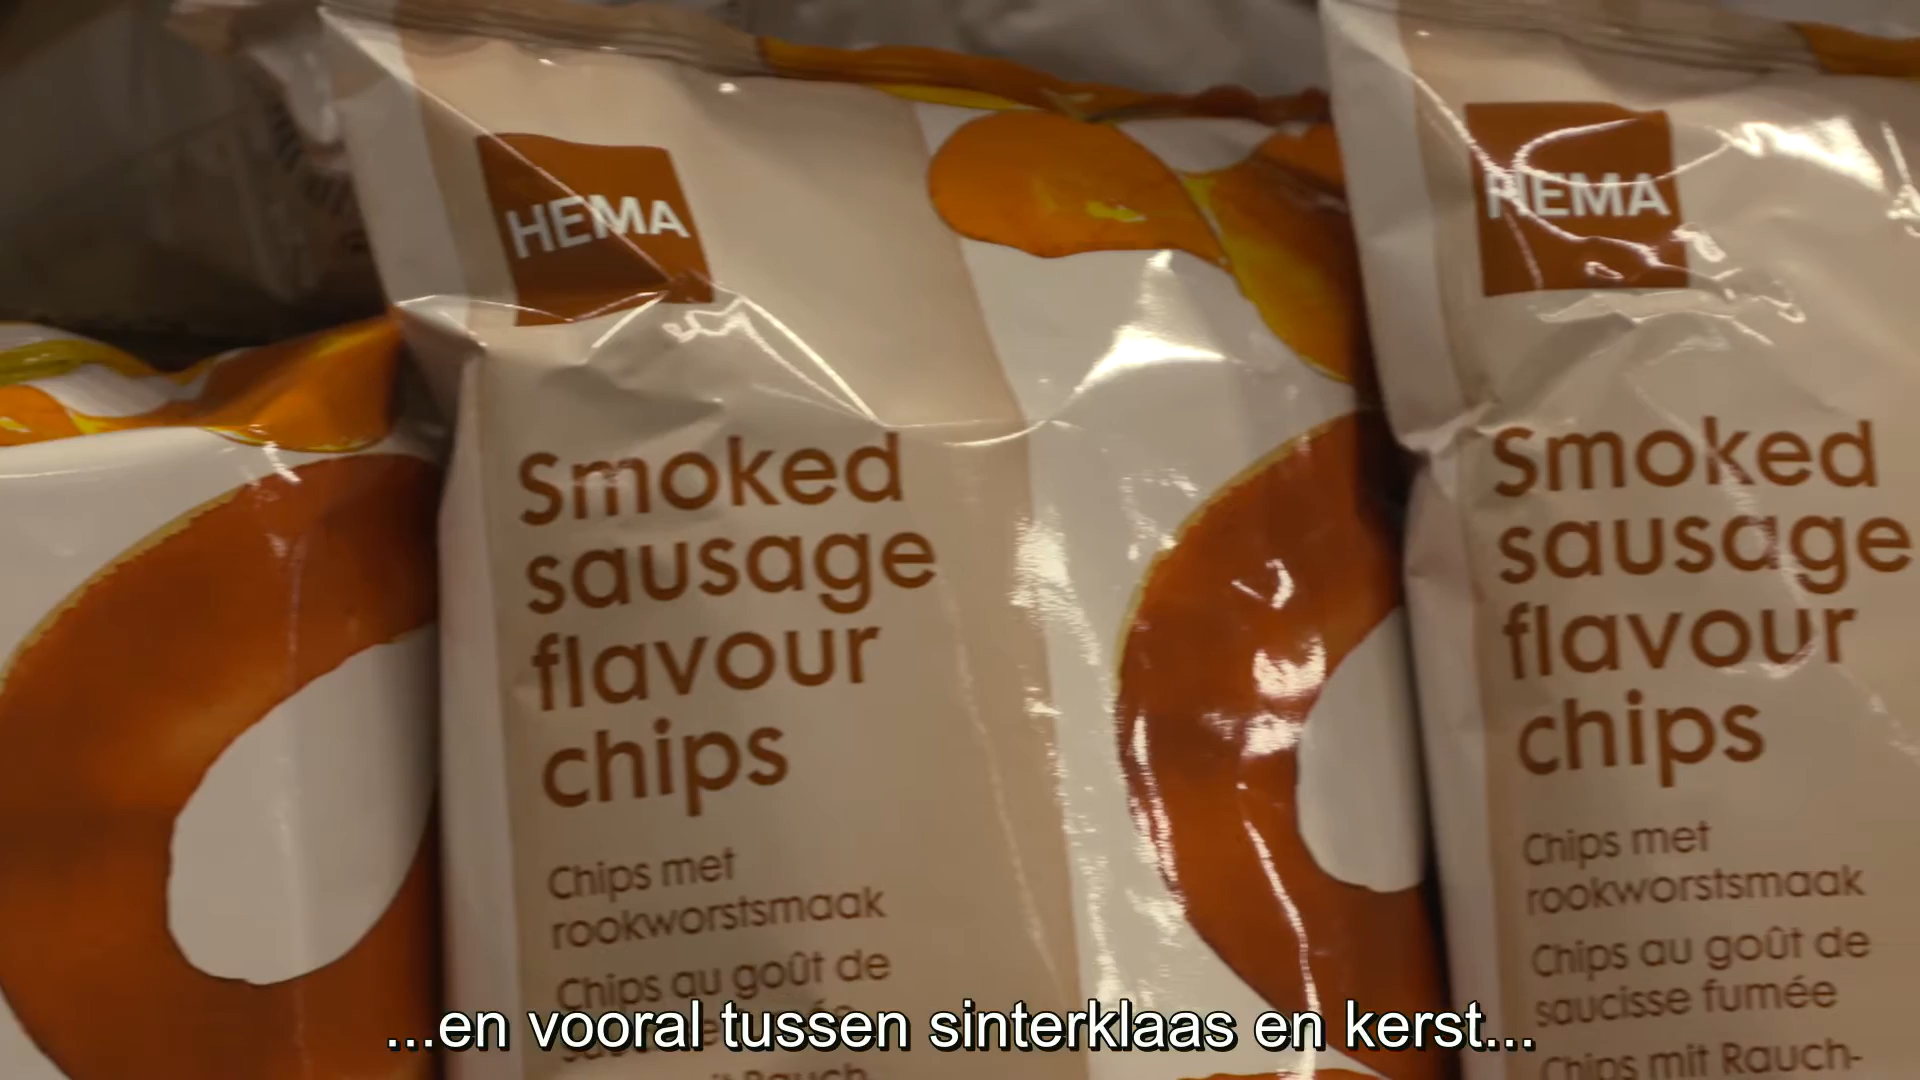 HEMA
Smoked
sausage
flavour
chips
Chips met
rookworstsmaak
Chips au goût de
HEMA
Smoked
sausage
flavour
chips
Chips met
rookworstsmaak
Chips au goût de
saucisse fumée
Chips mit Rauch-
...en vooral tussen sinterklaas en kerst...